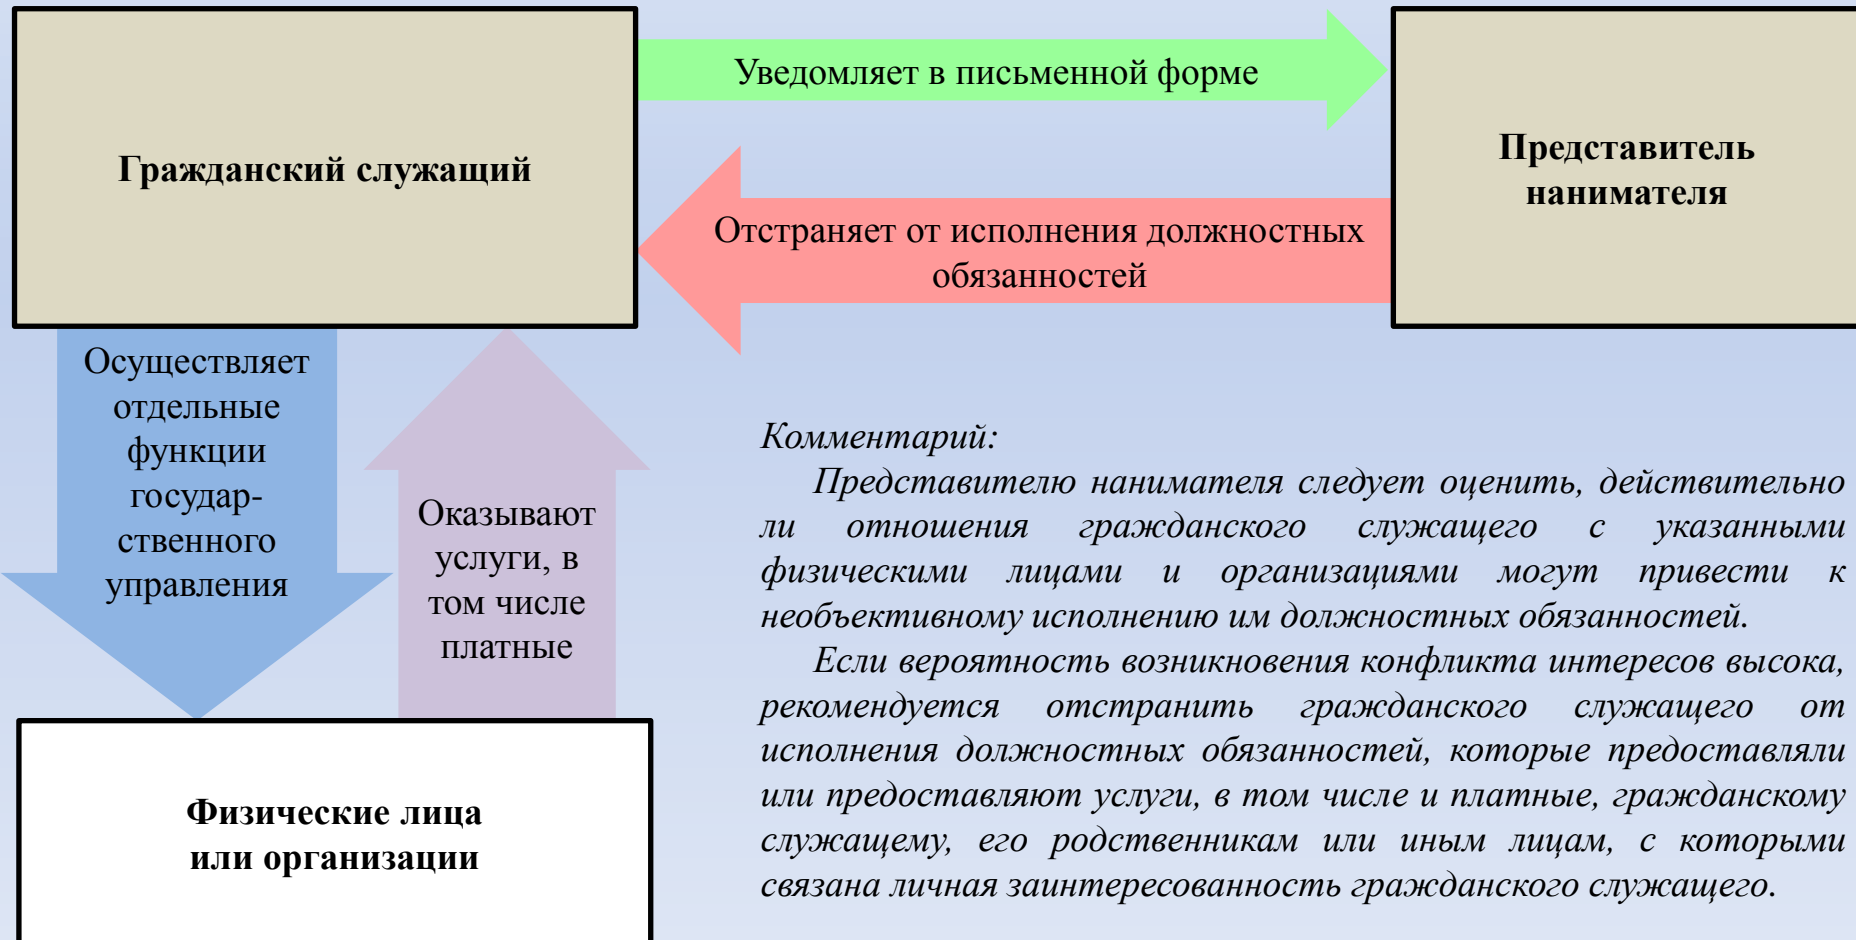 Гражданский служащий
Уведомляет в письменной форме
Представитель
нанимателя
Отстраняет от исполнения должностных
обязанностей
Осуществляет
отдельные
функции
государ-
ственного
управления
Оказывают
услуги, в
том числе
платные
Физические лица
или организации
Комментарий:
Представителю нанимателя следует оценить, действительно
ли отношения гражданского служащего с указанными
физическими лицами и организациями могут привести к
необъективному исполнению им должностных обязанностей.
Если вероятность возникновения конфликта интересов высока,
рекомендуется отстранить гражданского служащего от
исполнения должностных обязанностей, которые предоставляли
или предоставляют услуги, в том числе и платные, гражданскому
служащему, его родственникам или иным лицам, с которыми
связана личная заинтересованность гражданского служащего.